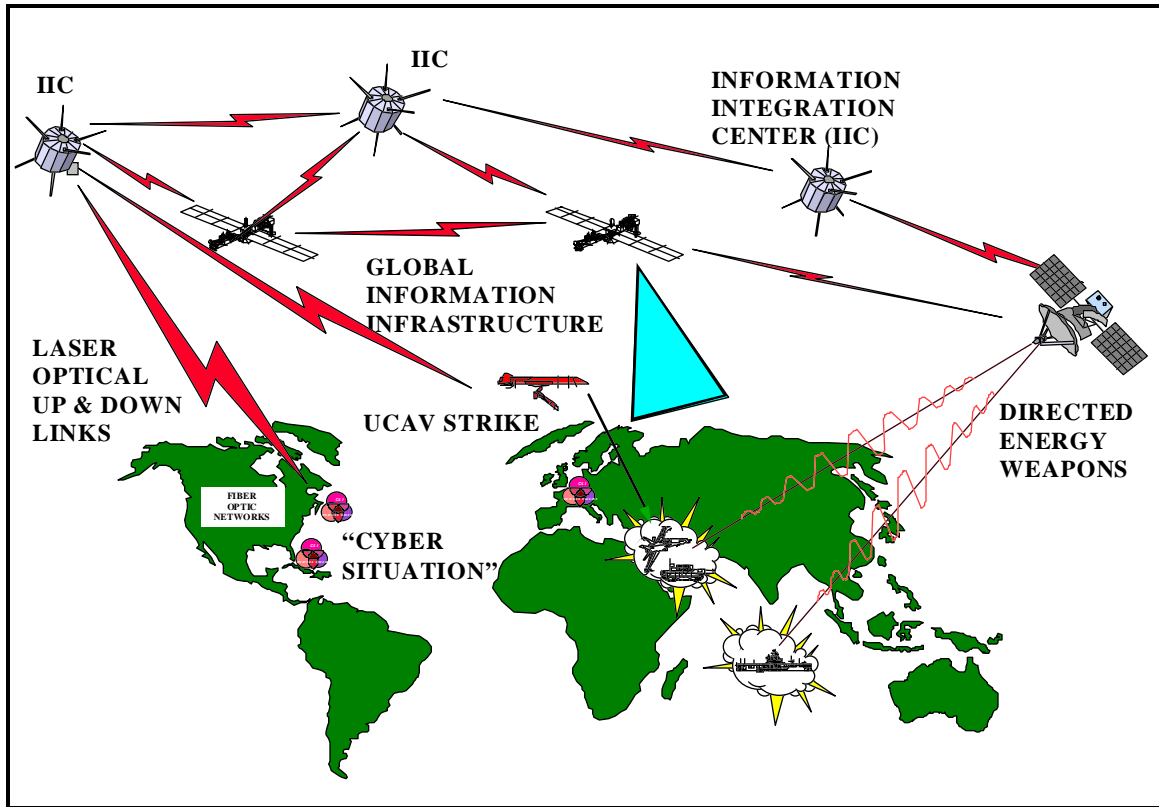 IIC
IIC
INFORMATION
INTEGRATION
CENTER (IIC)
GLOBAL
INFORMATION
INFRASTRUCTURE
LASER
OPTICAL
UP & DOWN
LINKS
UCAV STRIKE
DIRECTED
ENERGY
WEAPONS
FIBER
OPTIC
NETWORKS
“CYBER
SITUATION”